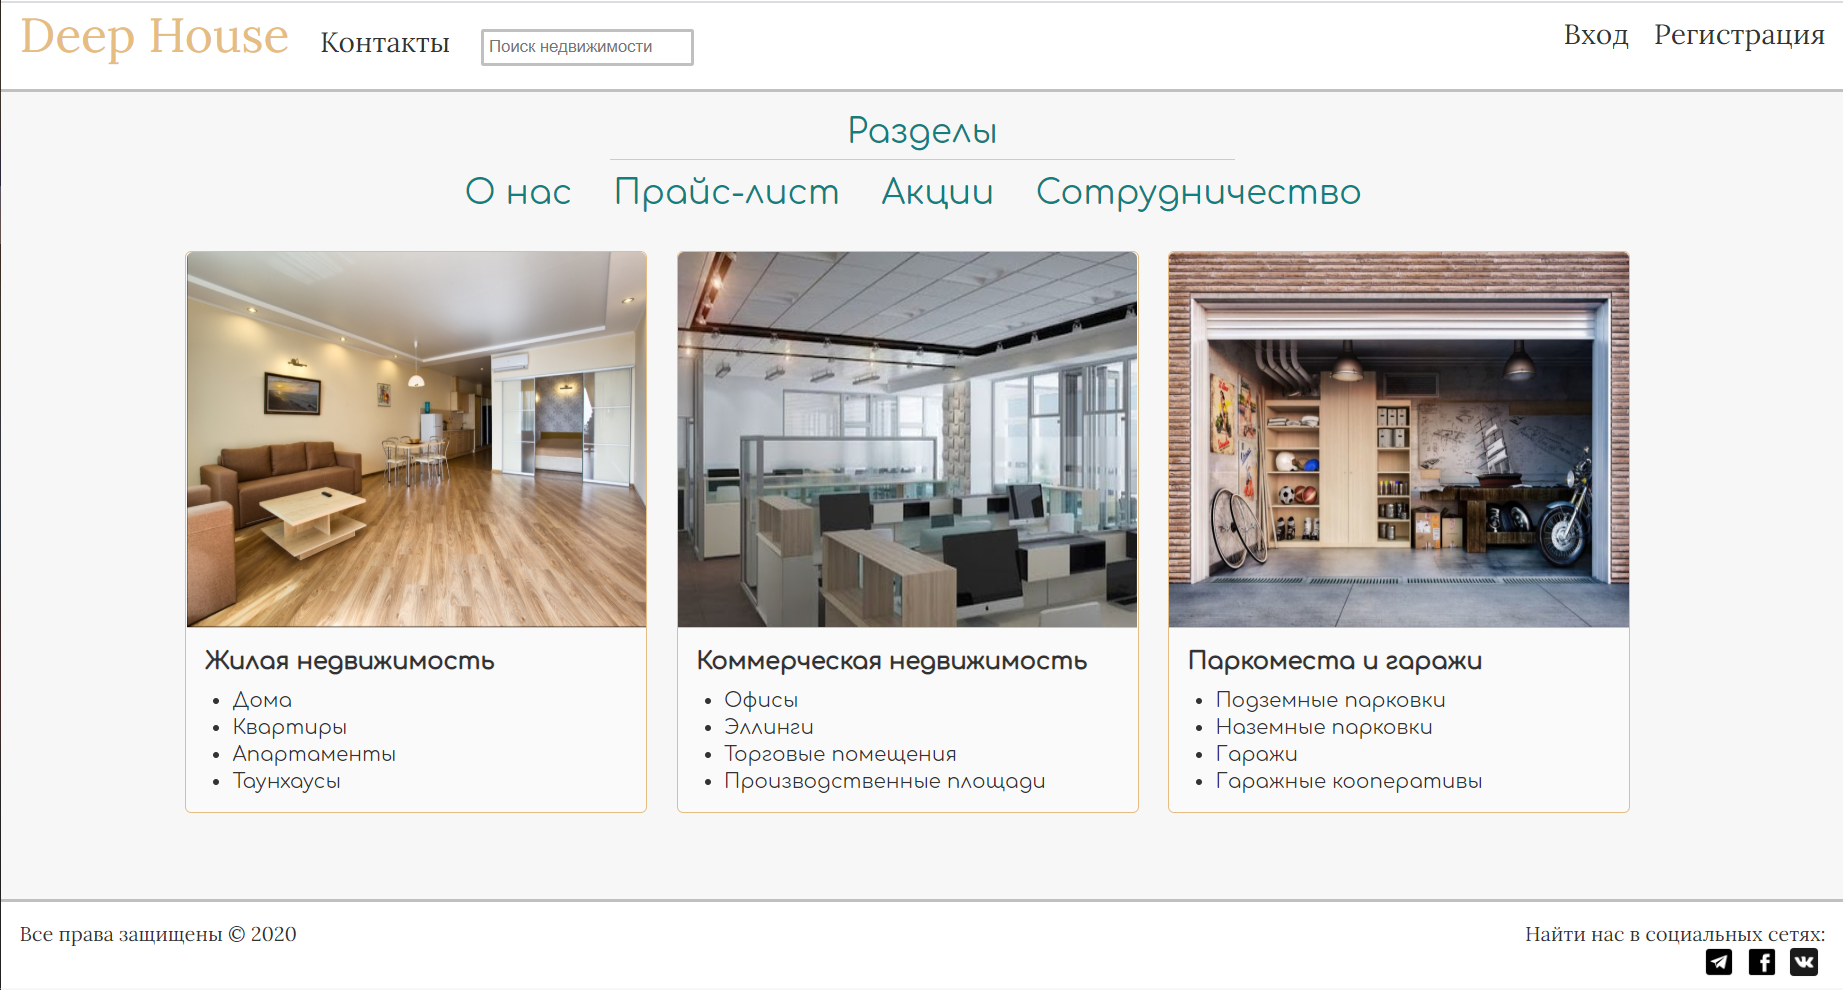 Deep House Контакты Поиск недвижимости Вход Регистрация
Разделы
О нас Прайс-лист Акции Сотрудничество
Жилая недвижимость
• Дома
• Квартиры
• Апартаменты
• Таунхаусы
Коммерческая недвижимость
• Офисы
• Эллинги
• Торговые помещения
• Производственные площади
Паркоместа и гаражи
• Подземные парковки
• Наземные парковки
• Гаражи
• Гаражные кооперативы
Все права защищены © 2020
Найти нас в социальных сетях: